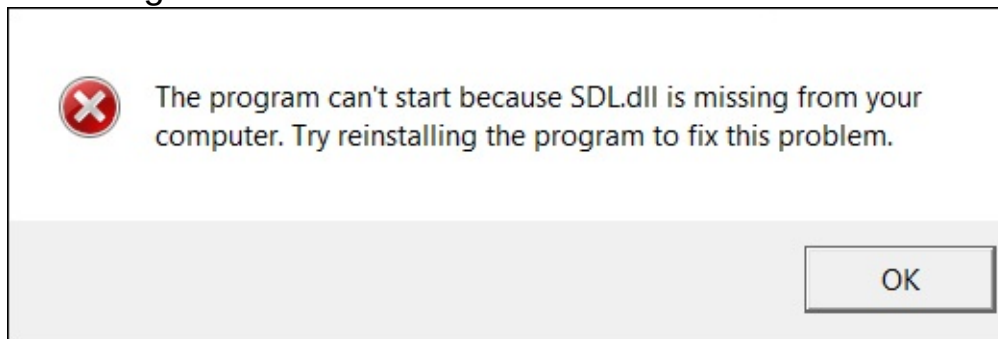 The program can't start because SDL.dll is missing from your
computer. Try reinstalling the program to fix this problem.
OK